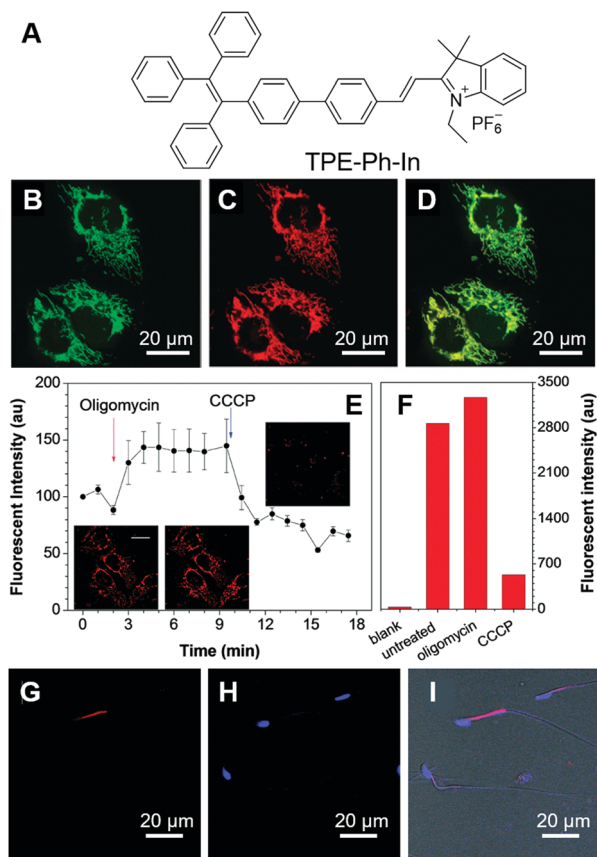 A
N
+
PF6−
TPE-Ph-In
B
C
D
20 µm
20 µm
20 µm
200
150
100
50
0
Fluorescent Intensity (au)
Oligomycin
CCCP
E
0 3 6 9 12 15 18
Time (min)
F
3500
2800
2100
1400
700
0
Fluorescent intensity (au)
blank
untreated
oligomycin
CCCP
G
H
I
20 µm
20 µm
20 µm